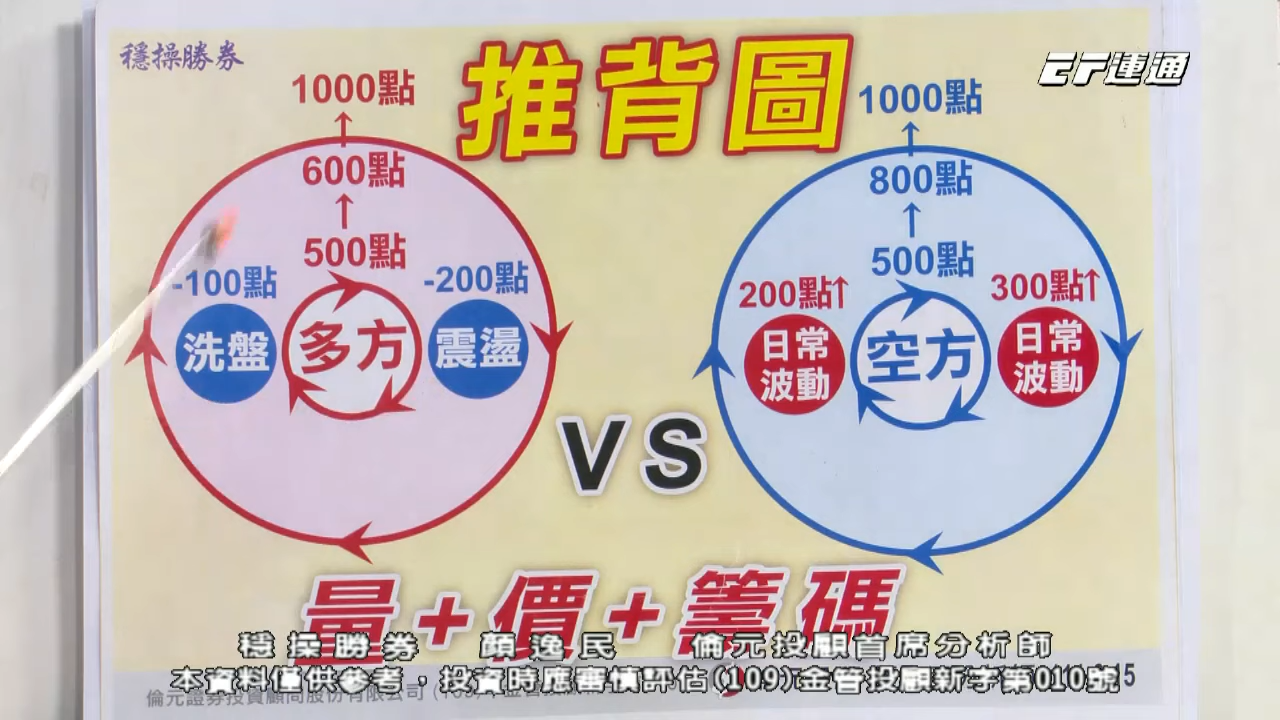 穩操勝券
推背圖
EF運通
1000點
600點
500點
-100點
-200點
洗盤
多方
震盪
VS
1000點
800點
500點
200點↑
300點↑
日常
波動
空方
日常
波動
量+價+籌碼
穩操勝券 顏逸民 倫元投顧首席分析師
本資料僅供參考，投資時應審慎評估(109)金管投顧新字第010號
倫元證券投資顧問股份有限公司